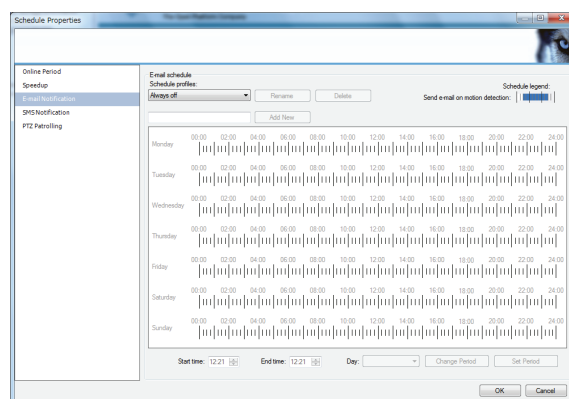 Schedule Properties
Online Period
Speedup
E-mail Notification
SMS Notification
PTZ Patrolling
E-mail schedule
Schedule profiles:
Always off
Rename
Delete
Add New
Schedule legend:
Send e-mail on motion detection:
00:00 02:00 04:00 06:00 08:00 10:00 12:00 14:00 16:00 18:00 20:00 22:00 24:00
Monday
00:00 02:00 04:00 06:00 08:00 10:00 12:00 14:00 16:00 18:00 20:00 22:00 24:00
Tuesday
00:00 02:00 04:00 06:00 08:00 10:00 12:00 14:00 16:00 18:00 20:00 22:00 24:00
Wednesday
00:00 02:00 04:00 06:00 08:00 10:00 12:00 14:00 16:00 18:00 20:00 22:00 24:00
Thursday
00:00 02:00 04:00 06:00 08:00 10:00 12:00 14:00 16:00 18:00 20:00 22:00 24:00
Friday
00:00 02:00 04:00 06:00 08:00 10:00 12:00 14:00 16:00 18:00 20:00 22:00 24:00
Saturday
00:00 02:00 04:00 06:00 08:00 10:00 12:00 14:00 16:00 18:00 20:00 22:00 24:00
Sunday
Start time: 12:21 End time: 12:21 Day: Change Period Set Period
OK Cancel